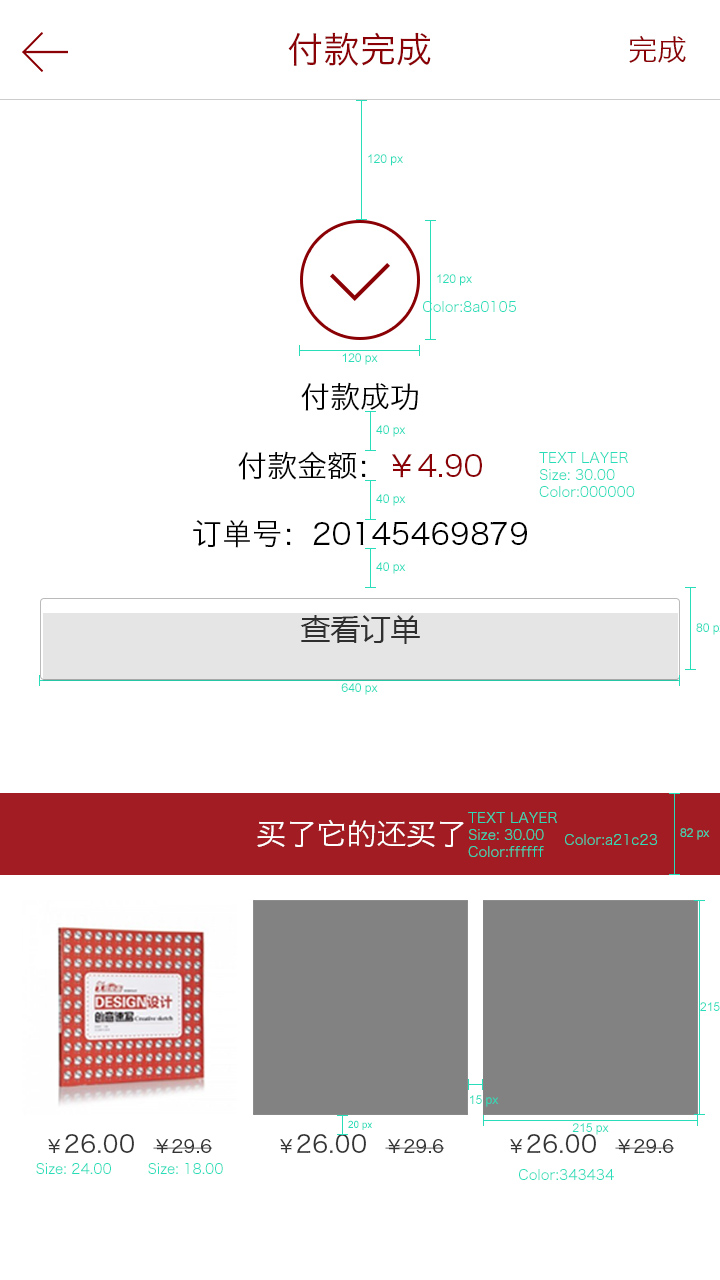 付款完成
完成
120 px
120 px
Color:8a0105
120 px
付款成功
40 px
付款金额：￥4.90
TEXT LAYER
Size: 30.00
Color:000000
40 px
订单号：20145469879
40 px
查看订单
80 p
640 px
买了它的还买了
TEXT LAYER
Size: 30.00
Color:ffffff
Color:a21c23
82 px
DESIGN设计
创意速写 Creative sketch
215
15 px
20 px
215 px
￥26.00 ￥29.6
￥26.00 ￥29.6
￥26.00 ￥29.6
Size: 24.00
Size: 18.00
Color:343434